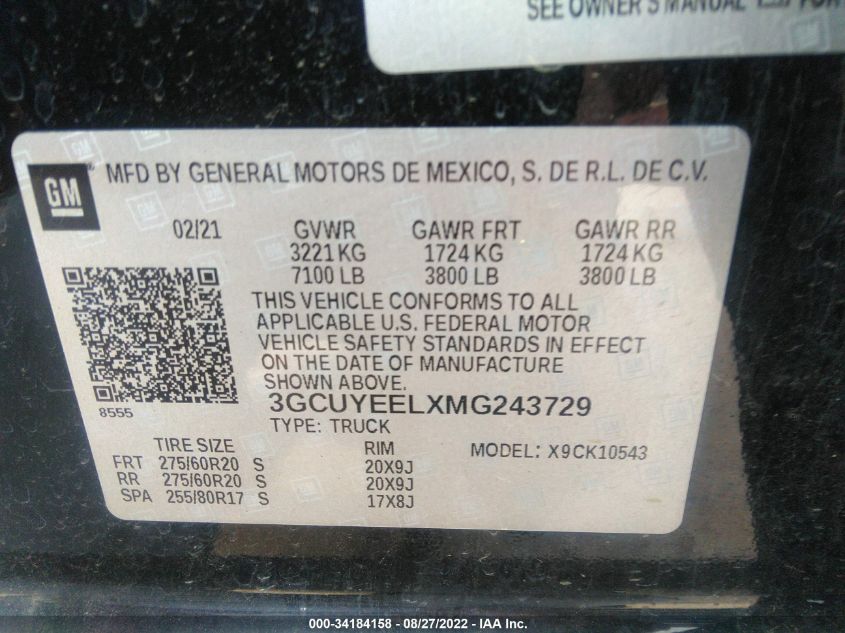 SEE OWNER'S MANUAL FOR
GM
MFD BY GENERAL MOTORS DE MEXICO, S. DE R.L. DE C.V.
02/21 GVWR GAWR FRT GAWR RR
3221 KG 1724 KG 1724 KG
7100 LB 3800 LB 3800 LB
THIS VEHICLE CONFORMS TO ALL
APPLICABLE U.S. FEDERAL MOTOR
VEHICLE SAFETY STANDARDS IN EFFECT
ON THE DATE OF MANUFACTURE
SHOWN ABOVE.
8555
3GCUYEELXMG243729
TYPE: TRUCK
TIRE SIZE RIM MODEL: X9CK10543
FRT 275/60R20 S 20X9J
RR 275/60R20 S 20X9J
SPA 255/80R17 S 17X8J
000-34184158 - 08/27/2022 - IAA Inc.